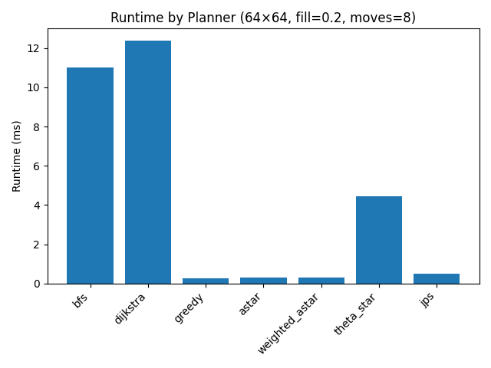 Runtime by Planner (64×64, fill=0.2, moves=8)
Runtime (ms)
12
10
8
6
4
2
0
bfs
dijkstra
greedy
astar
weighted_astar
theta_star
jps